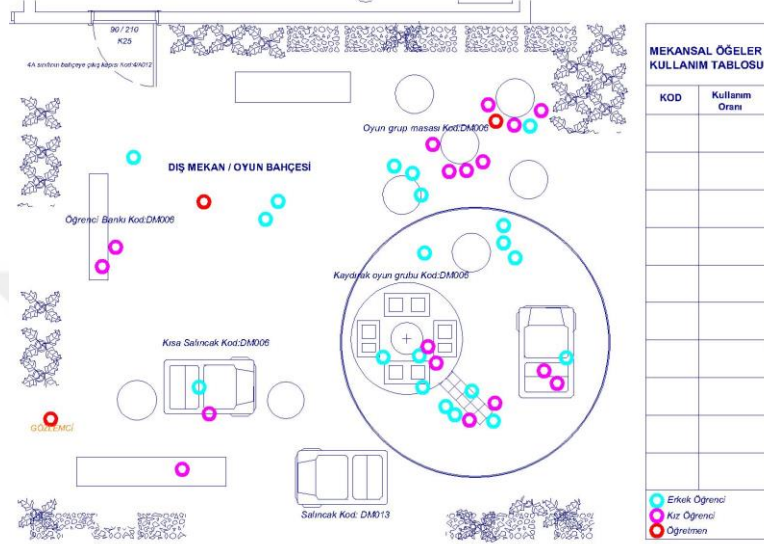 90 / 210
K25
4A sınıfının bahçeye çıkış kapısı Kod:4/K012
MEKANSAL ÖĞELER
KULLANIM TABLOSU
KOD
Kullanım
Oranı
Oyun grup masası Kod:DM006
DIŞ MEKAN / OYUN BAHÇESİ
Öğrenci Bankı Kod:DM006
Kaydırak oyun grubu Kod:DM006
Kısa Salıncak Kod:DM006
GÖZLEMCİ
Salıncak Kod: DM013
Erkek Öğrenci
Kız Öğrenci
Öğretmen